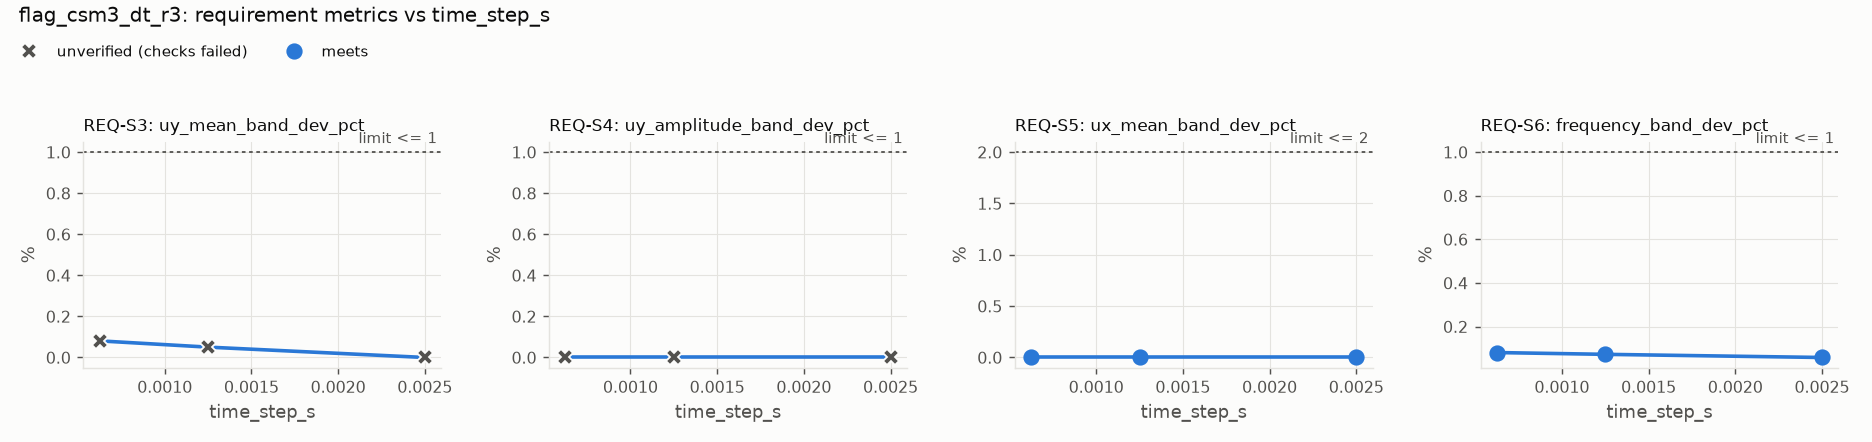 flag_csm3_dt_r3: requirement metrics vs time_step_s
unverified (checks failed)
meets
REQ-S3: uy_mean_band_dev_pct
limit <= 1
1.0
0.8
0.6
0.4
0.2
0.0
%
0.0010 0.0015 0.0020 0.0025
time_step_s
REQ-S4: uy_amplitude_band_dev_pct
limit <= 1
1.0
0.8
0.6
0.4
0.2
0.0
%
0.0010 0.0015 0.0020 0.0025
time_step_s
REQ-S5: ux_mean_band_dev_pct
limit <= 2
2.0
1.5
1.0
0.5
0.0
%
0.0010 0.0015 0.0020 0.0025
time_step_s
REQ-S6: frequency_band_dev_pct
limit <= 1
1.0
0.8
0.6
0.4
0.2
%
0.0010 0.0015 0.0020 0.0025
time_step_s